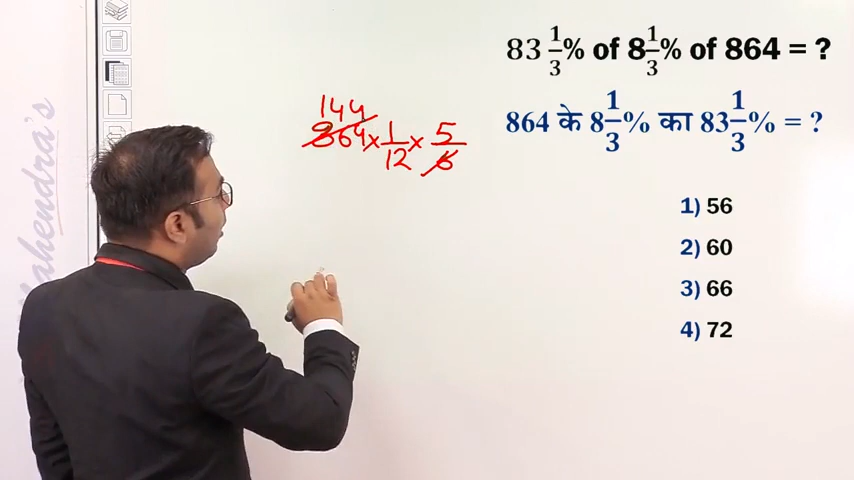 83 1/3% of 8 1/3% of 864 = ?
864 के 8 1/3% का 83 1/3% = ?
144
864 × 1/12 × 5/6
1) 56
2) 60
3) 66
4) 72
Mahendra's